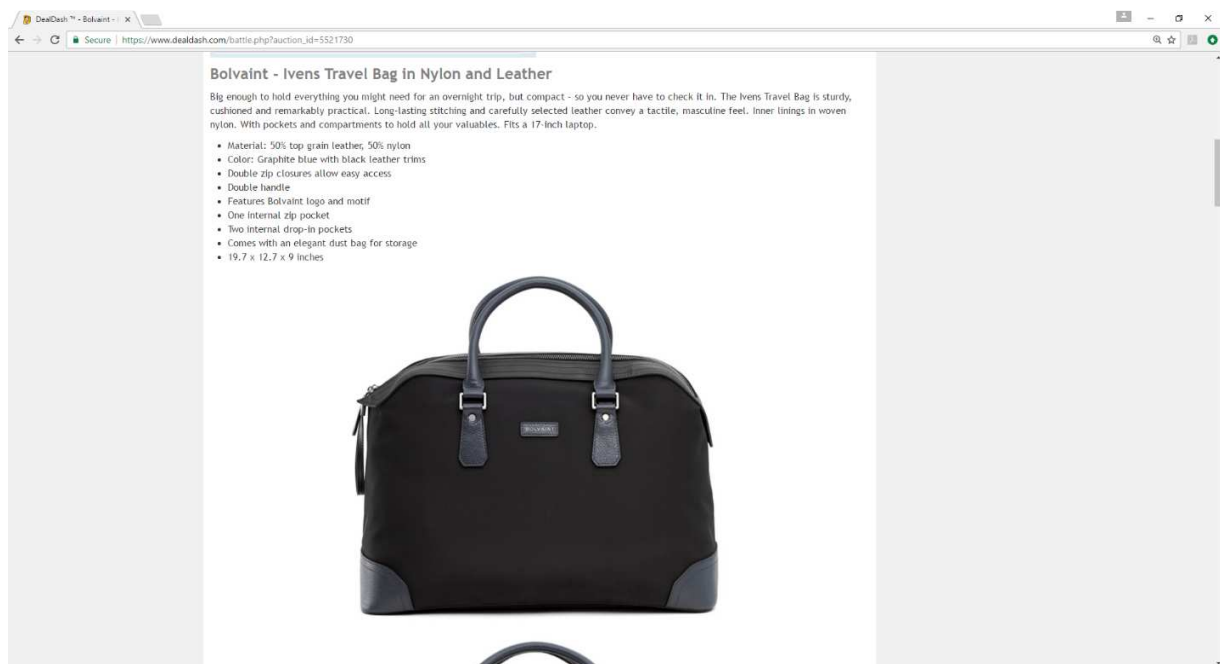 DealDash ™ - Bolvaint -
Secure | https://www.dealdash.com/battle.php?auction_id=5521730
Bolvaint - Ivens Travel Bag in Nylon and Leather
Big enough to hold everything you might need for an overnight trip, but compact - so you never have to check it in. The Ivens Travel Bag is sturdy,
cushioned and remarkably practical. Long-lasting stitching and carefully selected leather convey a tactile, masculine feel. Inner linings in woven
nylon. With pockets and compartments to hold all your valuables. Fits a 17-inch laptop.
• Material: 50% top grain leather, 50% nylon
• Color: Graphite blue with black leather trims
• Double zip closures allow easy access
• Double handle
• Features Bolvaint logo and motif
• One internal zip pocket
• Two internal drop-in pockets
• Comes with an elegant dust bag for storage
• 19.7 x 12.7 x 9 inches
BOLVAINT